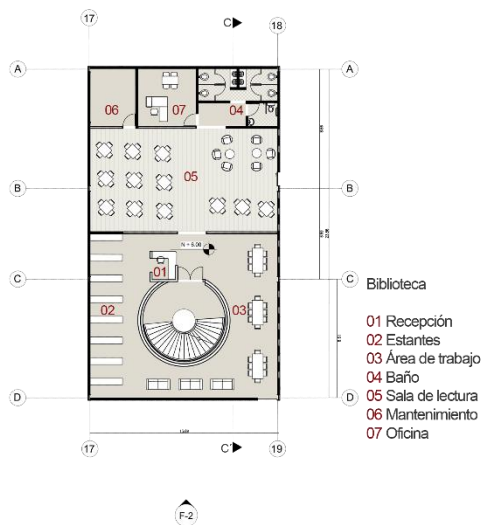 17
C
18
A
A
06
07
04
05
B
B
N + 6.00
01
C
C
02
03
D
D
17
C'
19
F-2
Biblioteca
01 Recepción
02 Estantes
03 Área de trabajo
04 Baño
05 Sala de lectura
06 Mantenimiento
07 Oficina